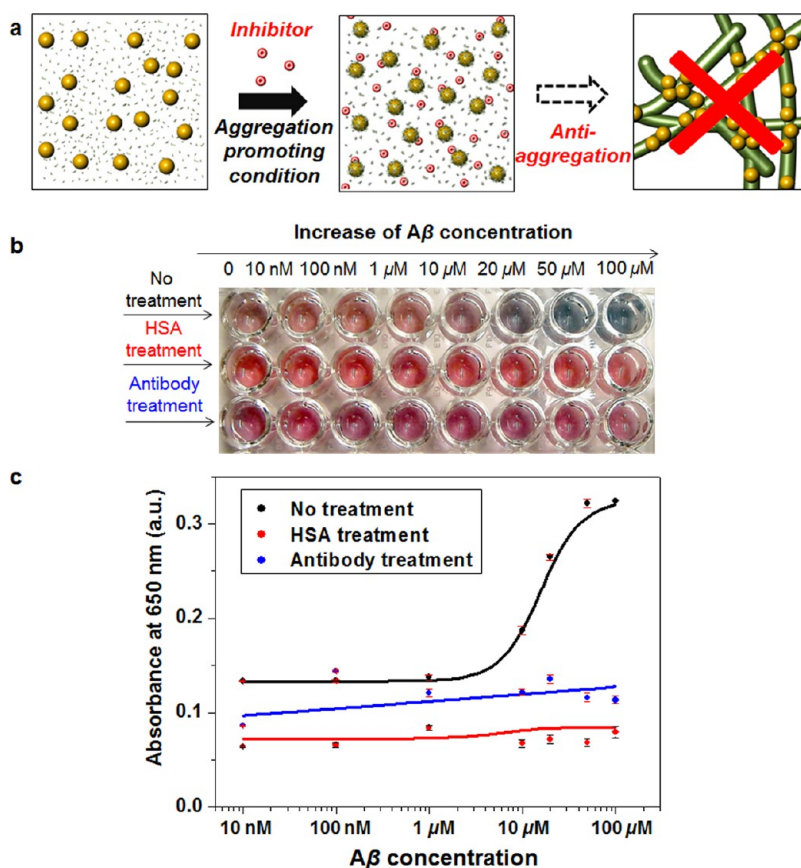 a
Inhibitor
Aggregation
promoting
condition
Anti-
aggregation
b
Increase of Aβ concentration
0 10 nM 100 nM 1 μM 10 μM 20 μM 50 μM 100 μM
No
treatment
HSA
treatment
Antibody
treatment
c
Absorbance at 650 nm (a.u.)
0.3
0.2
0.1
0.0
No treatment
HSA treatment
Antibody treatment
10 nM 100 nM 1 μM 10 μM 100 μM
Aβ concentration